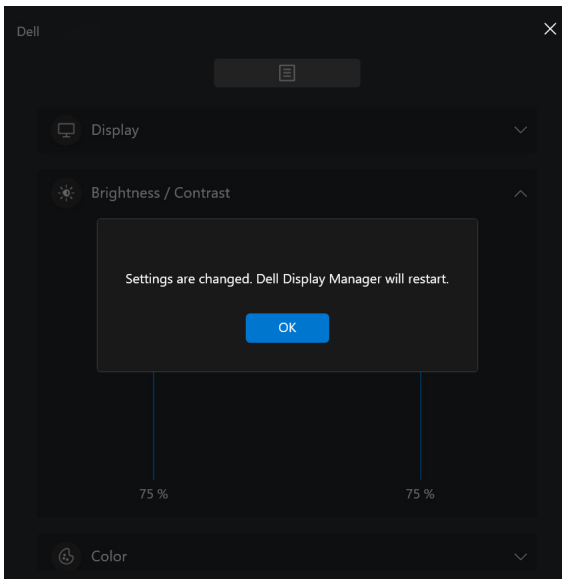 Dell
Display
Brightness / Contrast
Settings are changed. Dell Display Manager will restart.
OK
75 % 75 %
Color